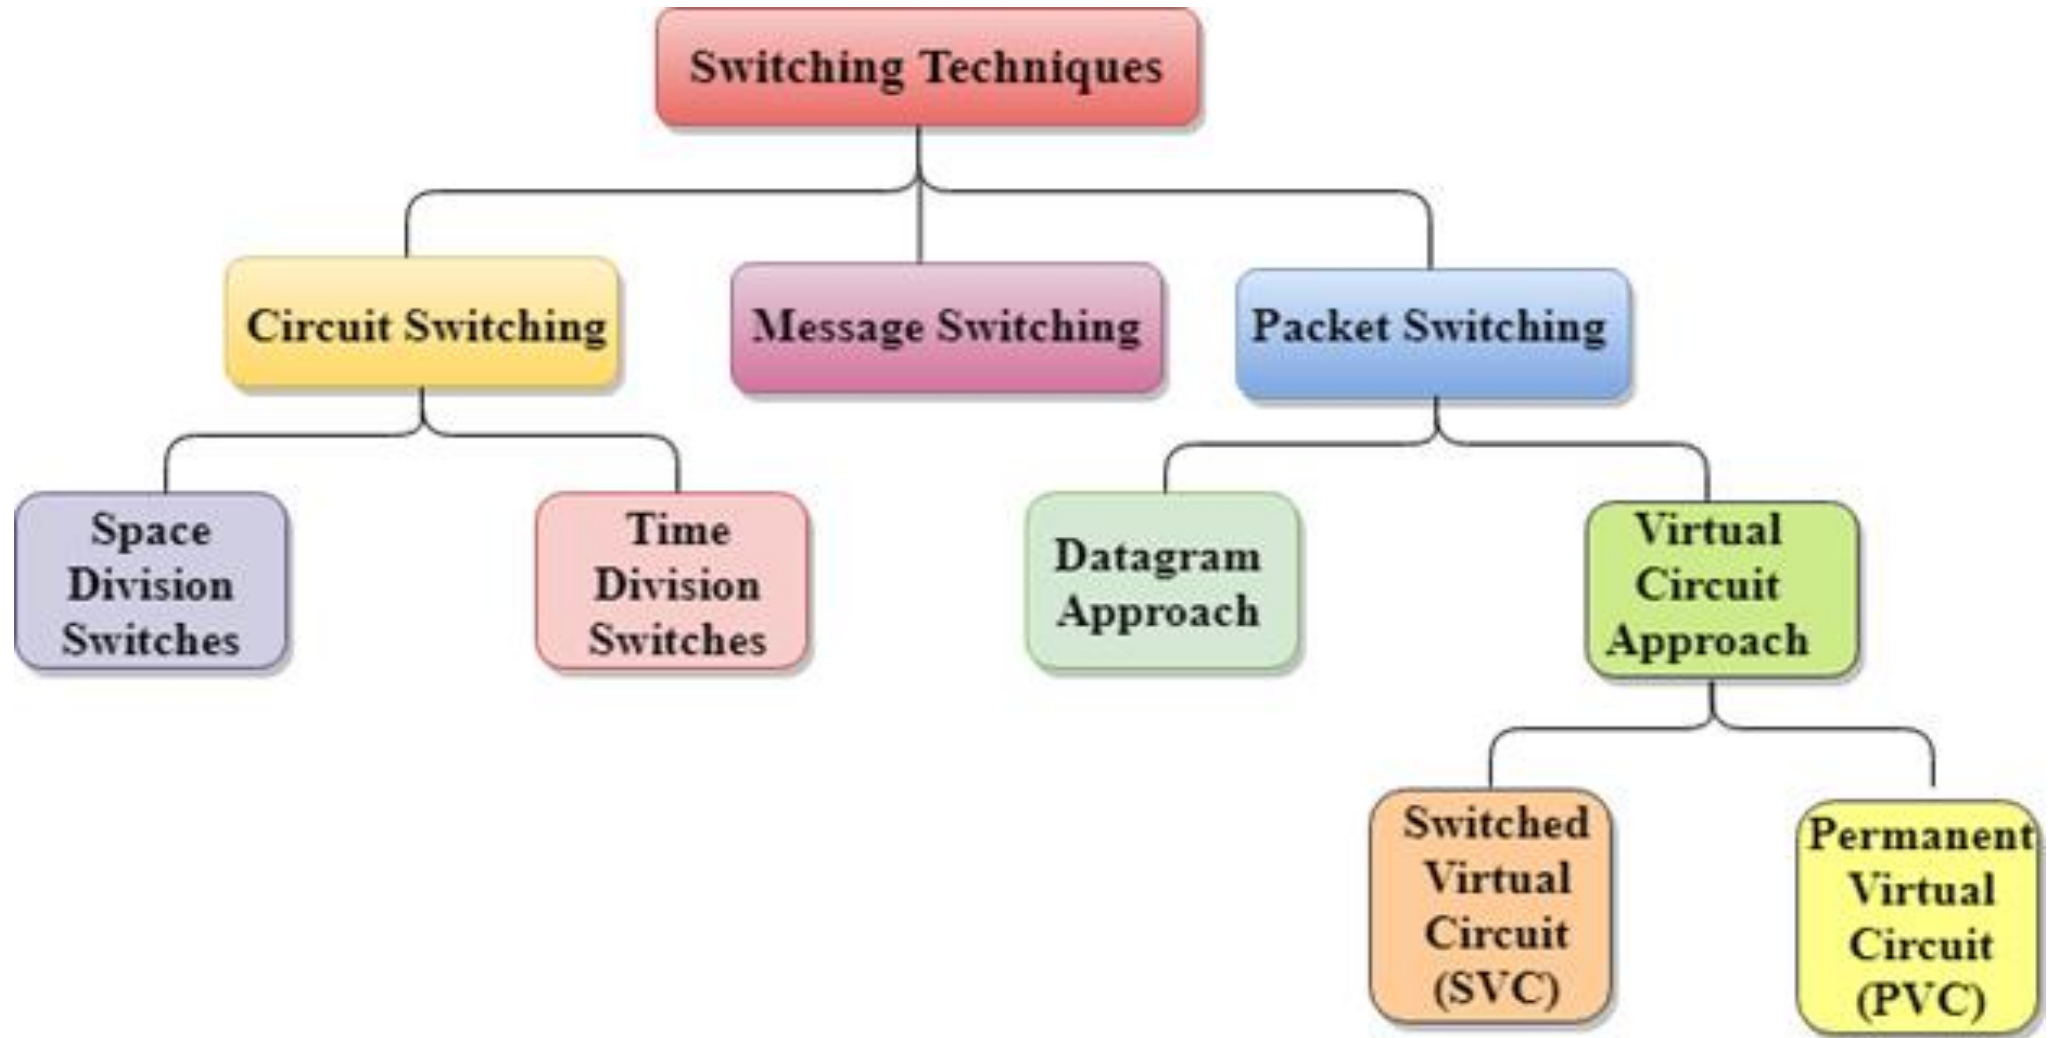 Switching Techniques
Circuit Switching
Message Switching
Packet Switching
Space
Division
Switches
Time
Division
Switches
Datagram
Approach
Virtual
Circuit
Approach
Switched
Virtual
Circuit
(SVC)
Permanent
Virtual
Circuit
(PVC)